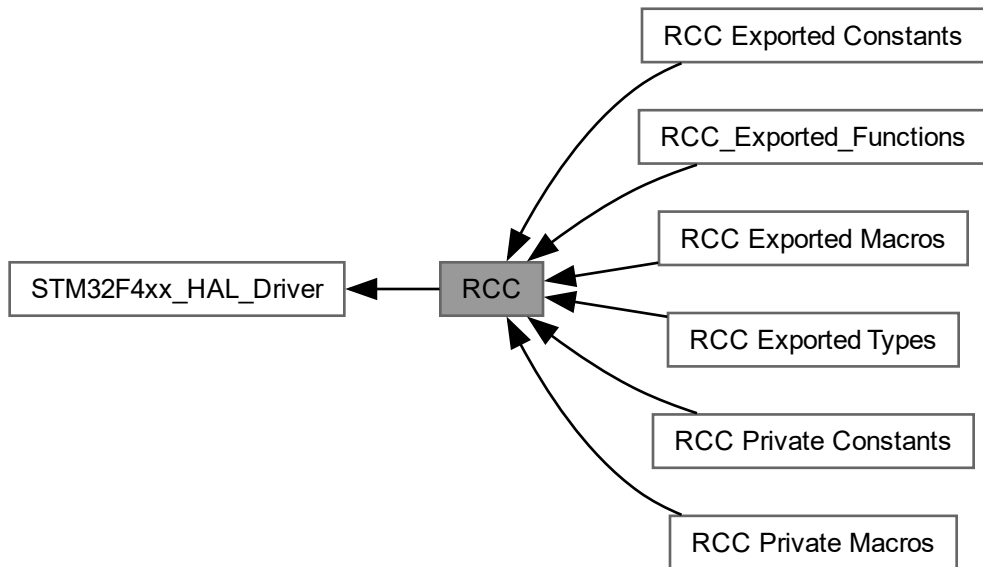 RCC Exported Constants
RCC_Exported_Functions
RCC Exported Macros
STM32F4xx_HAL_Driver
RCC
RCC Exported Types
RCC Private Constants
RCC Private Macros